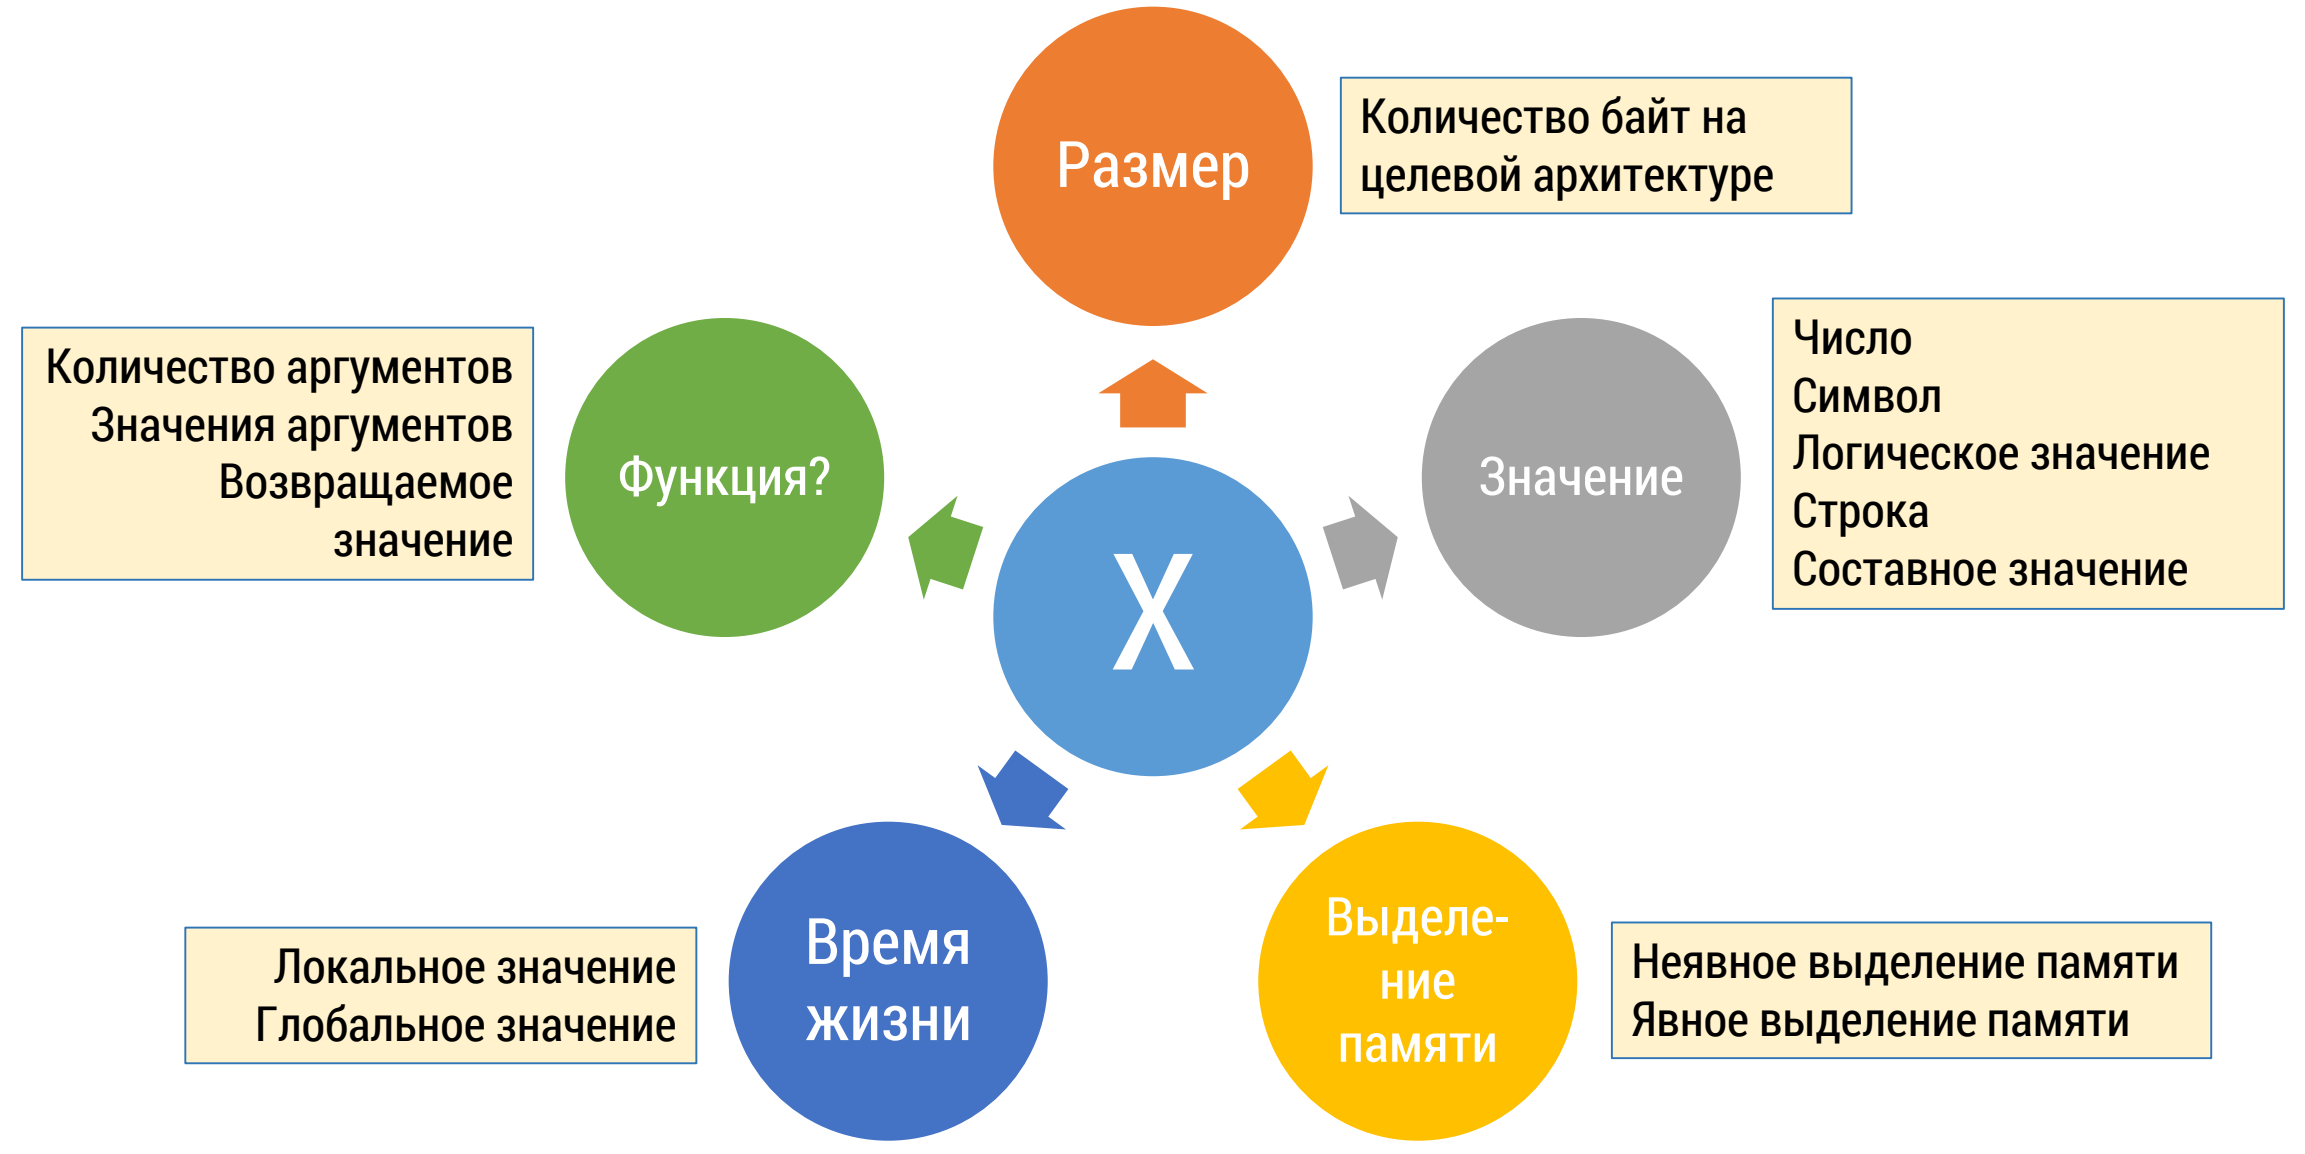 Размер
Количество байт на
целевой архитектуре
Количество аргументов
Значения аргументов
Возвращаемое
значение
Функция?
X
Значение
Число
Символ
Логическое значение
Строка
Составное значение
Локальное значение
Глобальное значение
Время
жизни
Выделе-
ние
памяти
Неявное выделение памяти
Явное выделение памяти